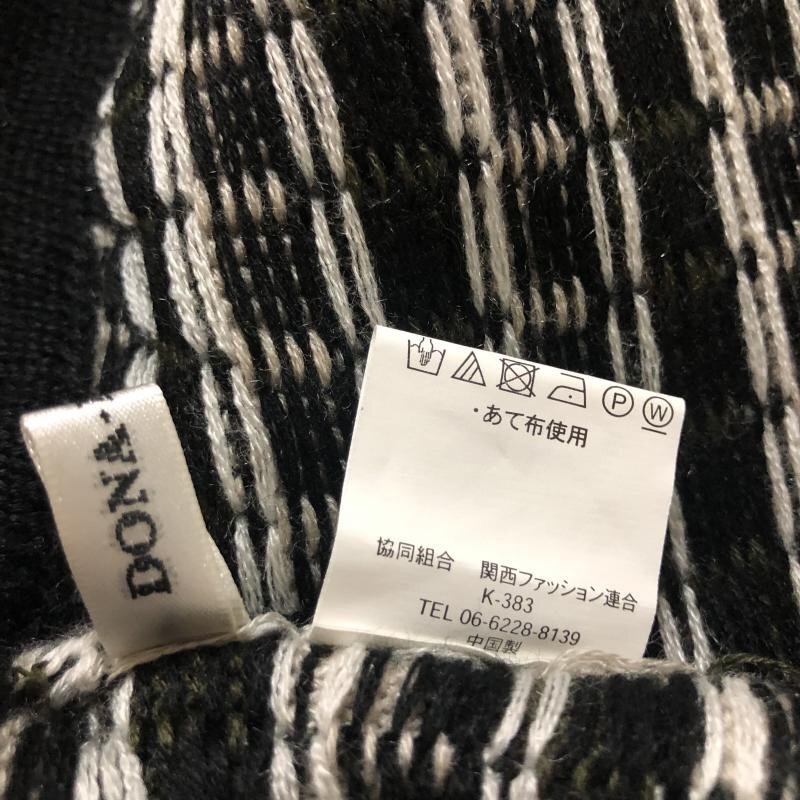 DONA
P W
・あて布使用
協同組合 関西ファッション連合
K-383
TEL 06-6228-8139
中国製